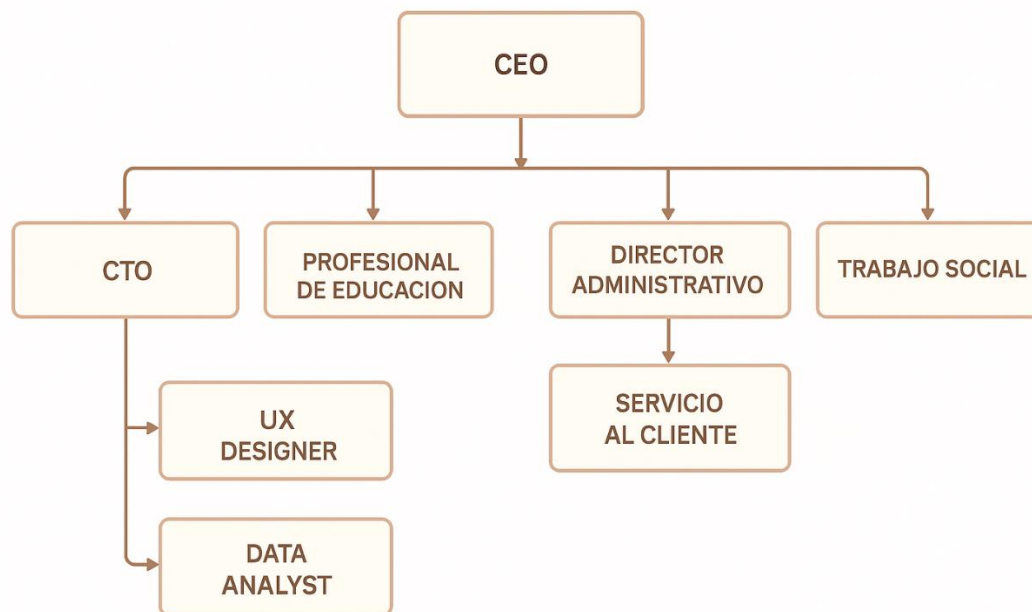 CEO
CTO
PROFESIONAL
DE EDUCACION
DIRECTOR
ADMINISTRATIVO
TRABAJO SOCIAL
UX
DESIGNER
SERVICIO
AL CLIENTE
DATA
ANALYST